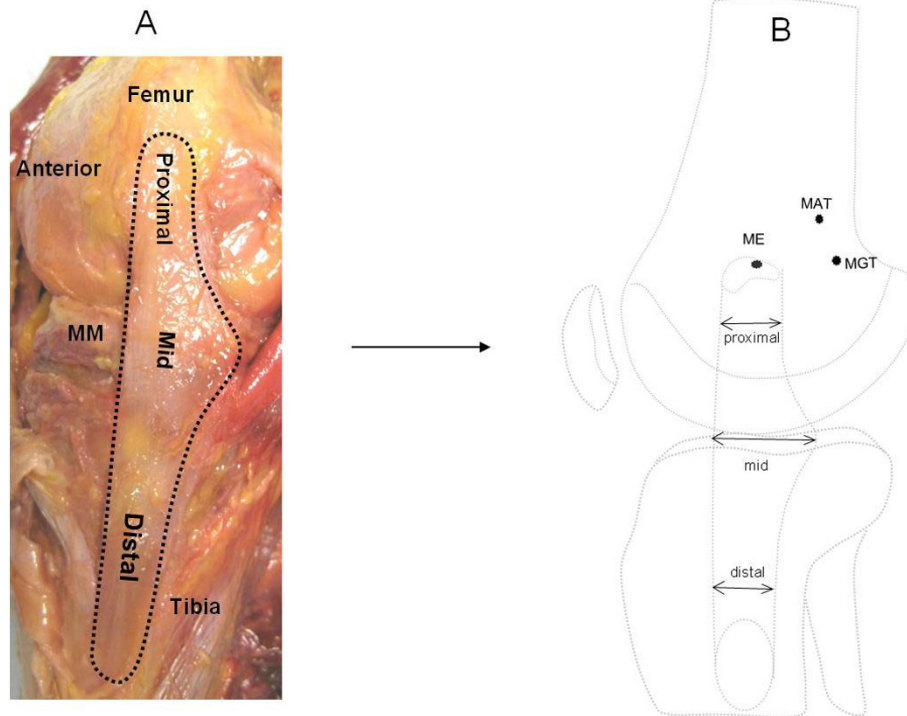 A
B
Femur
Anterior
Proximal
MM
Mid
Distal
Tibia
MAT
ME
MGT
proximal
mid
distal